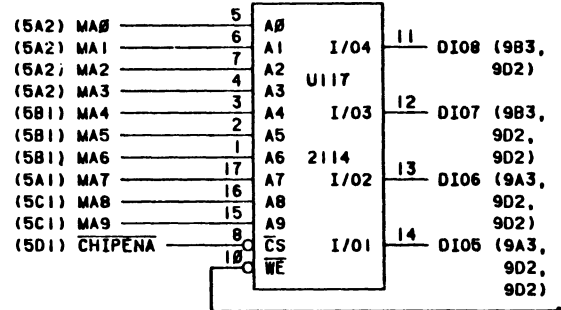 5
(5A2) MAØ AØ
6 11
(5A2) MA1 A1 I/O4 DIO8 (9B3,
7
(5A2) MA2 A2 9D2)
4 U117
(5A2) MA3 A3
3 12
(5B1) MA4 A4 I/O3 DIO7 (9B3,
2
(5B1) MA5 A5 9D2,
1
(5B1) MA6 A6 2114 9D2)
17 13
(5A1) MA7 A7 I/O2 DIO6 (9A3,
16
(5C1) MA8 A8 9D2,
15
(5C1) MA9 A9 9D2)
8 14
(5D1) CHIPENA CS I/O1 DIO5 (9A3,
1Ø
WE 9D2,
9D2)